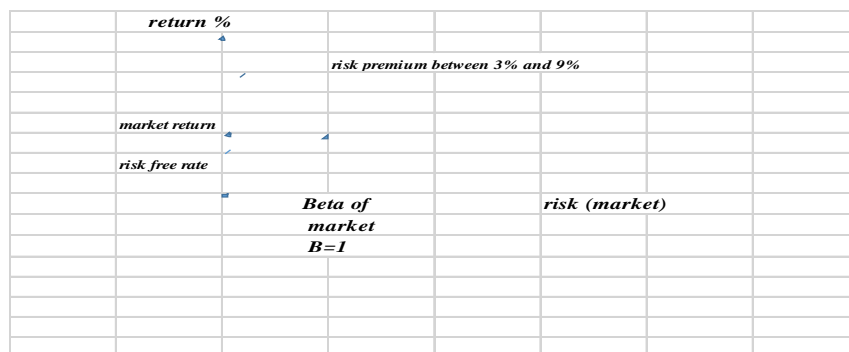 return %
risk premium between 3% and 9%
market return
risk free rate
Beta of
market
B=1
risk (market)